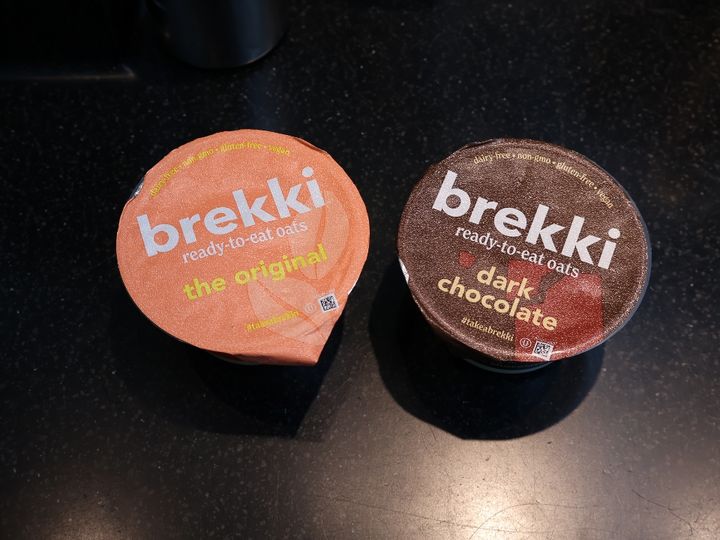 dairy-free • non-gmo • gluten-free • vegan
brekki
ready-to-eat oats
the original
#takeabrekki
dairy-free • non-gmo • gluten-free • vegan
brekki
ready-to-eat oats
dark
chocolate
#takeabrekki
U